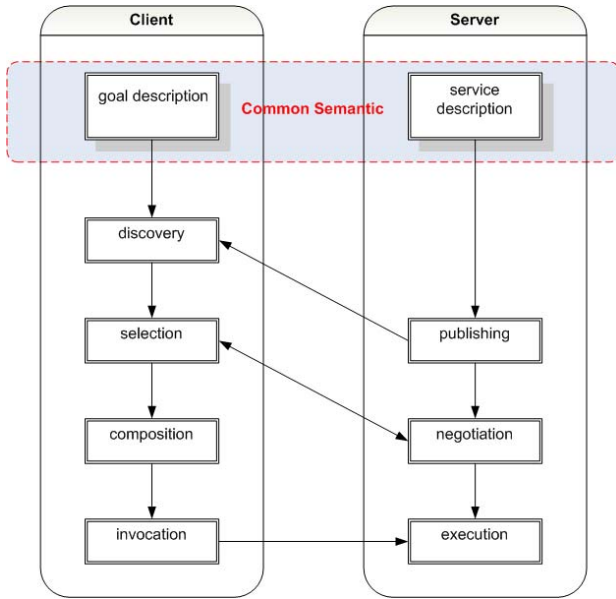 Client
Server
goal description
Common Semantic
service
description
discovery
selection
publishing
composition
negotiation
invocation
execution